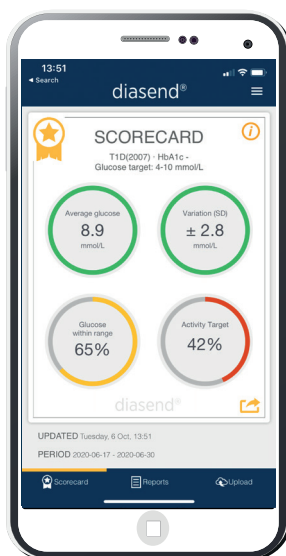 13:51
Search
diasend®
SCORECARD
i
T1D(2007) · HbA1c -
Glucose target: 4-10 mmol/L
Average glucose
8.9
mmol/L
Variation (SD)
± 2.8
mmol/L
Glucose
within range
65%
Activity Target
42%
diasend®
UPDATED Tuesday, 6 Oct, 13:51
PERIOD 2020-06-17 - 2020-06-30
Scorecard
Reports
Upload